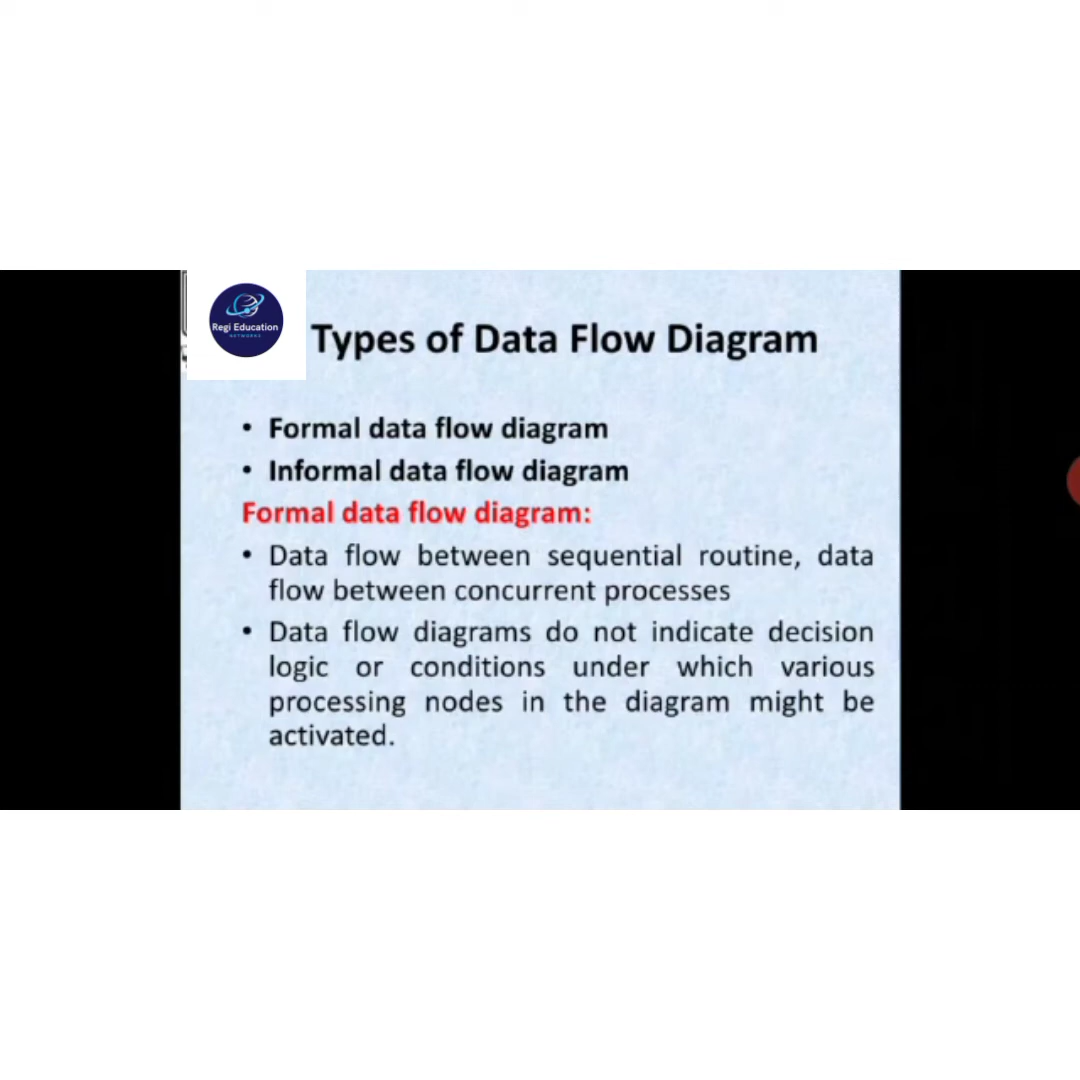 Regi Education
NETWORKS
Types of Data Flow Diagram
• Formal data flow diagram
• Informal data flow diagram
Formal data flow diagram:
• Data flow between sequential routine, data
flow between concurrent processes
• Data flow diagrams do not indicate decision
logic or conditions under which various
processing nodes in the diagram might be
activated.